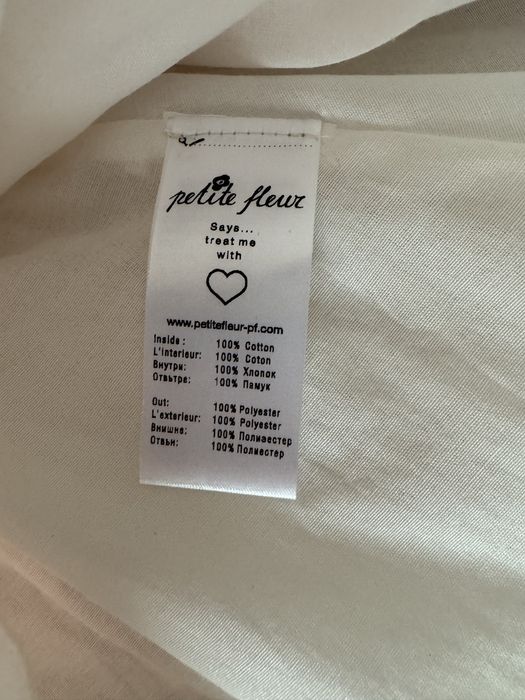 petite fleur
Says...
treat me
with
www.petitefleur-pf.com
Inside: 100% Cotton
L'interieur: 100% Coton
Внутри: 100% Хлопок
Отвътре: 100% Памук
Out: 100% Polyester
L'exterieur: 100% Polyester
Внишне: 100% Полиэестер
Отвън: 100% Полиестер